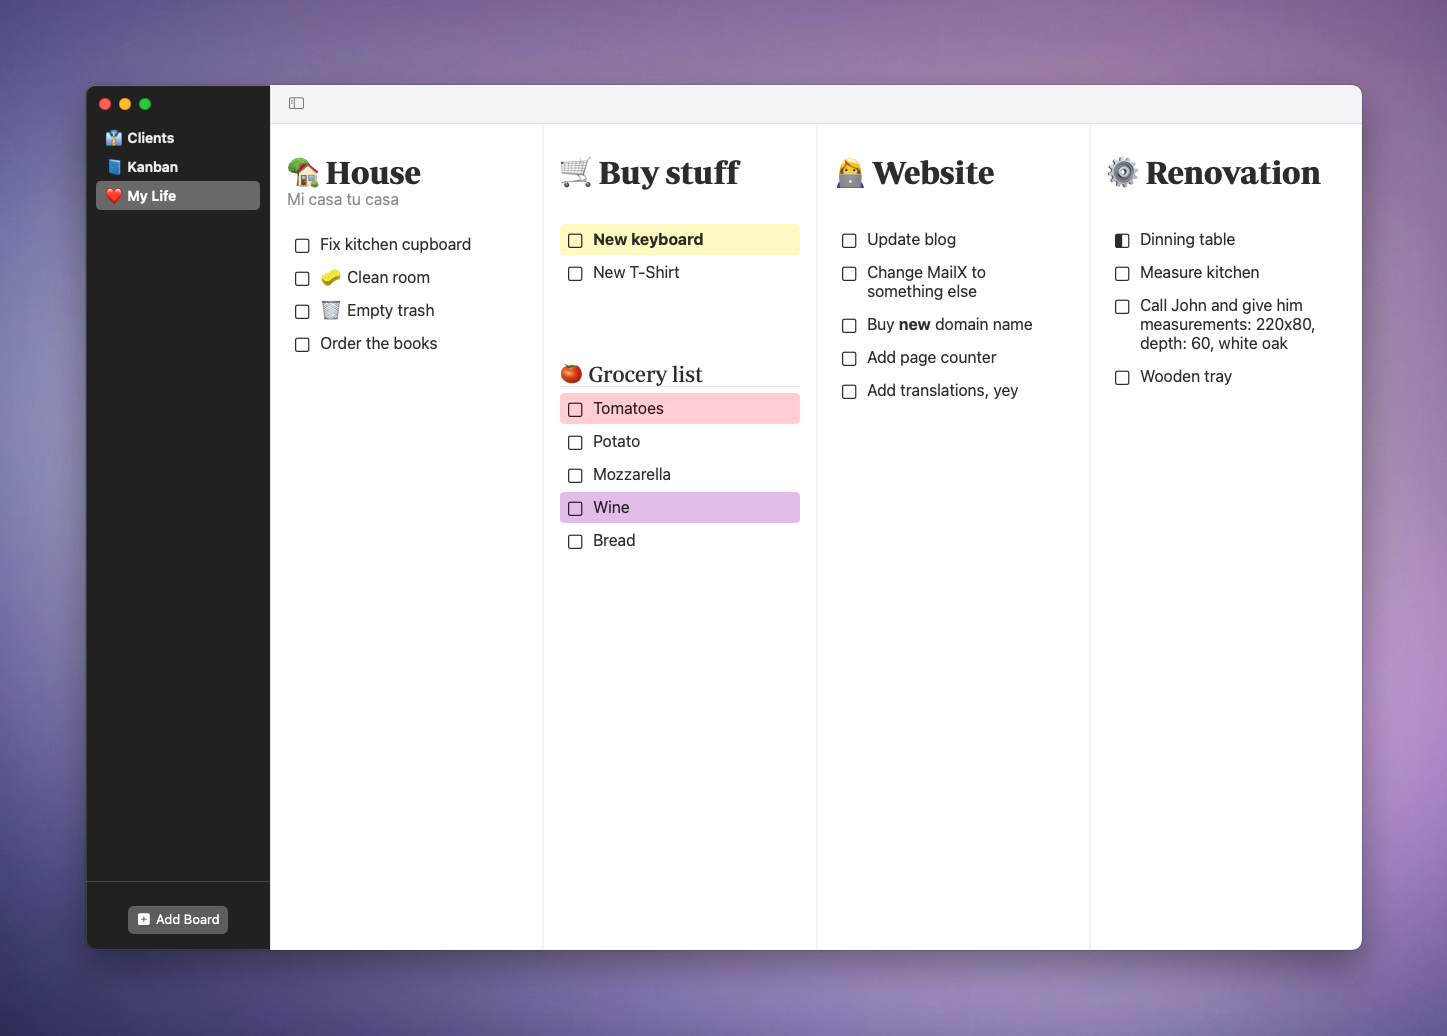 👔 Clients
📘 Kanban
❤️ My Life
Add Board
🏡 House
Mi casa tu casa
Fix kitchen cupboard
🧽 Clean room
🗑️ Empty trash
Order the books
🛒 Buy stuff
New keyboard
New T-Shirt
🍅 Grocery list
Tomatoes
Potato
Mozzarella
Wine
Bread
👩‍💻 Website
Update blog
Change MailX to
something else
Buy new domain name
Add page counter
Add translations, yey
⚙️ Renovation
Dinning table
Measure kitchen
Call John and give him
measurements: 220x80,
depth: 60, white oak
Wooden tray